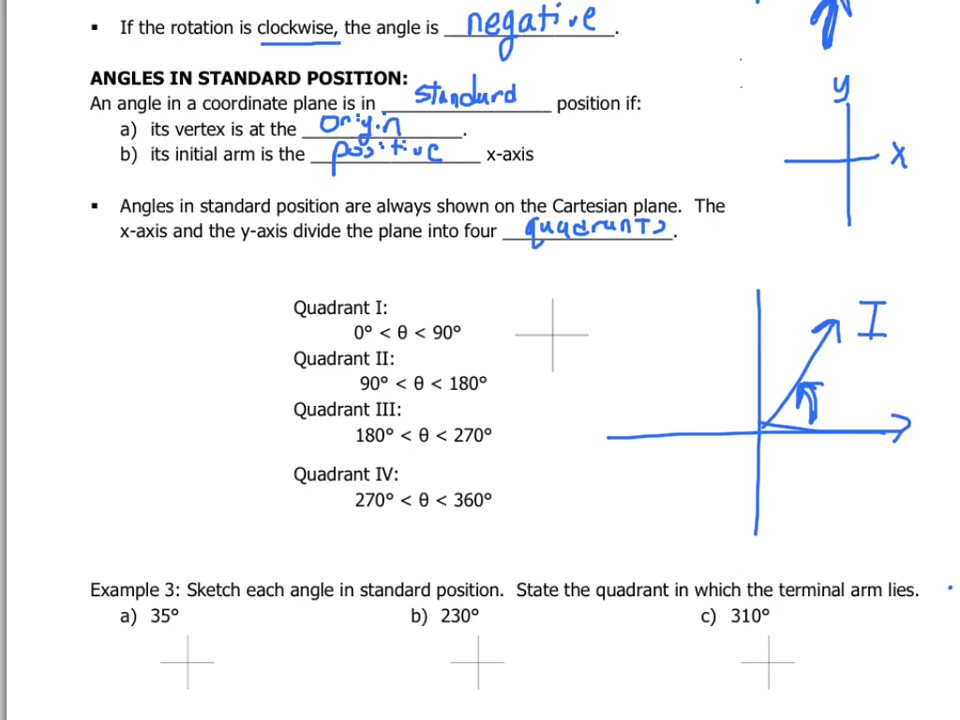 ▪ If the rotation is clockwise, the angle is negative.
y
ANGLES IN STANDARD POSITION:
An angle in a coordinate plane is in standard position if:
a) its vertex is at the origin.
b) its initial arm is the positive x-axis
x
▪ Angles in standard position are always shown on the Cartesian plane. The
x-axis and the y-axis divide the plane into four quadrants.
Quadrant I:
0° < θ < 90°
Quadrant II:
90° < θ < 180°
Quadrant III:
180° < θ < 270°
Quadrant IV:
270° < θ < 360°
I
Example 3: Sketch each angle in standard position. State the quadrant in which the terminal arm lies.
a) 35° b) 230° c) 310°